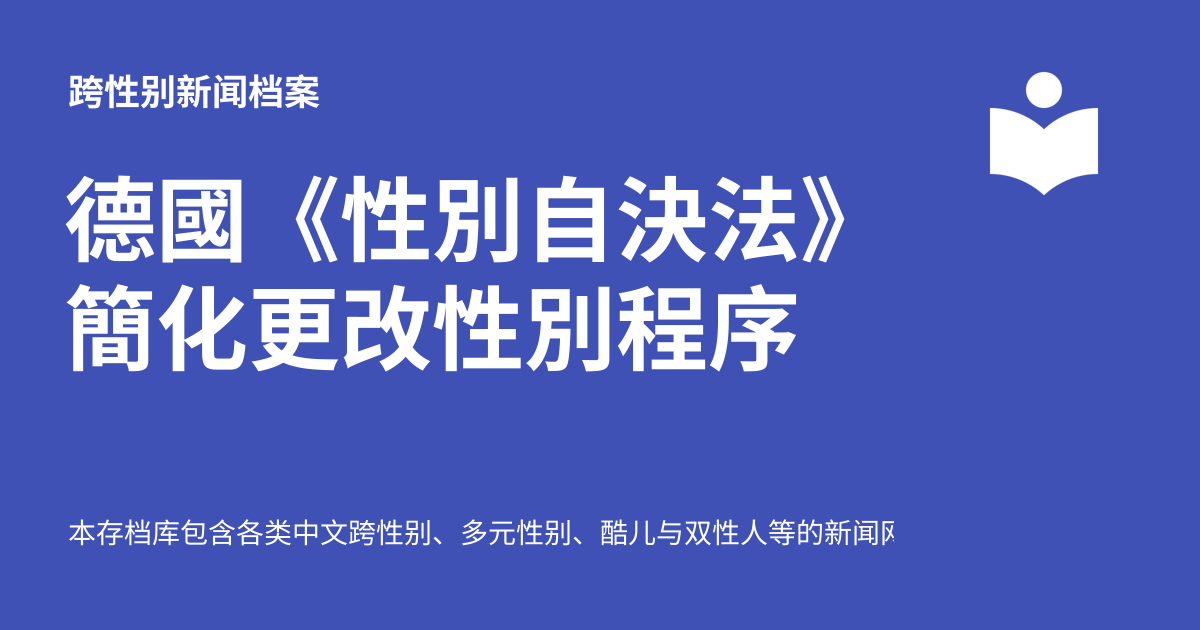 跨性别新闻档案
德國《性別自決法》
簡化更改性別程序
本存档库包含各类中文跨性别、多元性别、酷儿与双性人等的新闻